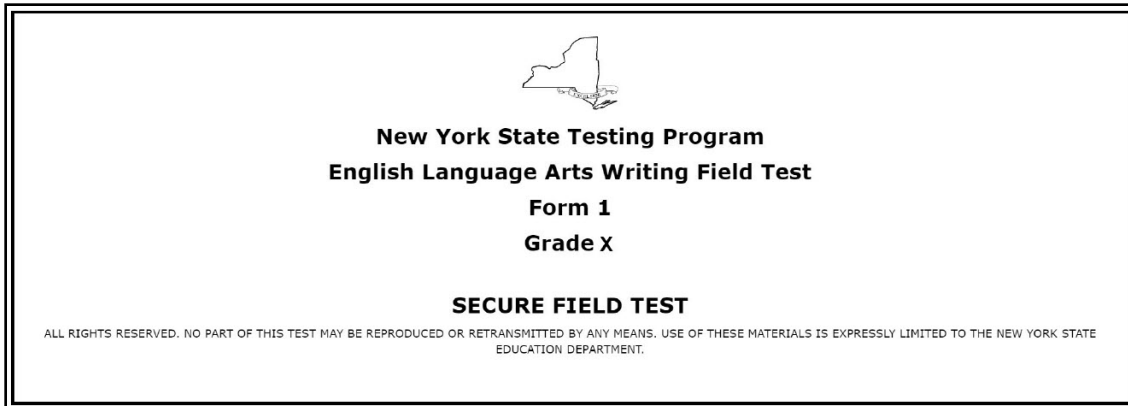 New York State Testing Program
English Language Arts Writing Field Test
Form 1
Grade X
SECURE FIELD TEST
ALL RIGHTS RESERVED. NO PART OF THIS TEST MAY BE REPRODUCED OR RETRANSMITTED BY ANY MEANS. USE OF THESE MATERIALS IS EXPRESSLY LIMITED TO THE NEW YORK STATE
EDUCATION DEPARTMENT.